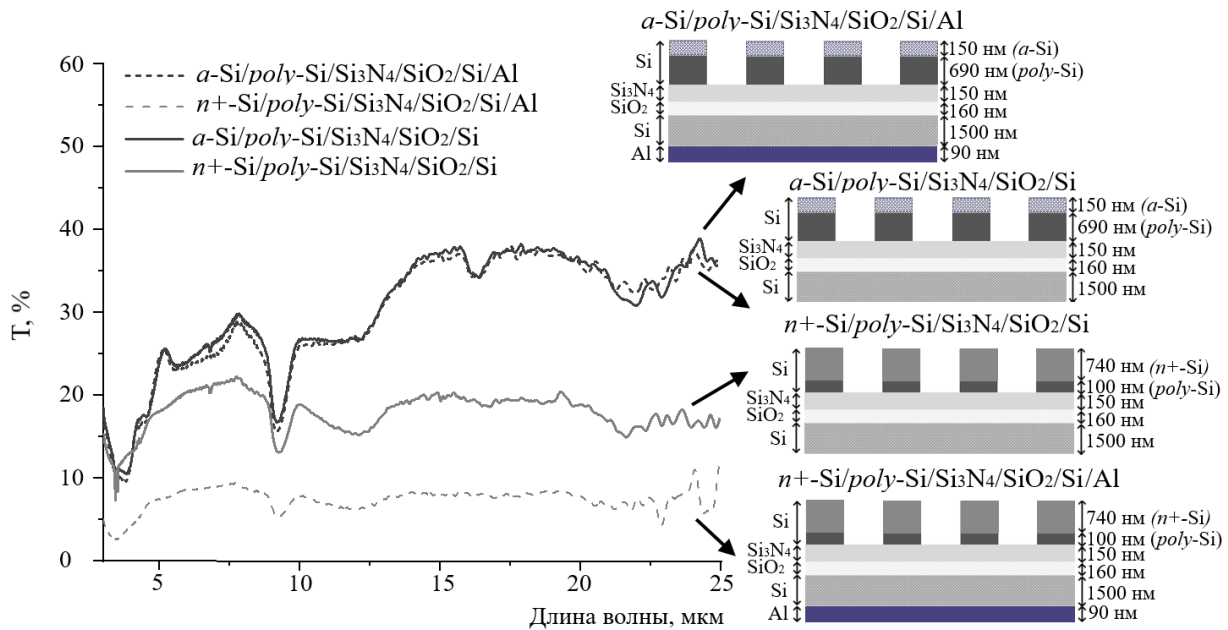 a-Si/poly-Si/Si₃N₄/SiO₂/Si/Al
60
50
40
30
20
10
0
T, %
a-Si/poly-Si/Si₃N₄/SiO₂/Si/Al
n+-Si/poly-Si/Si₃N₄/SiO₂/Si/Al
a-Si/poly-Si/Si₃N₄/SiO₂/Si
n+-Si/poly-Si/Si₃N₄/SiO₂/Si
5
10
15
20
25
Длина волны, мкм
Si
150 нм (a-Si)
690 нм (poly-Si)
Si₃N₄
150 нм
SiO₂
160 нм
Si
1500 нм
Al
90 нм
a-Si/poly-Si/Si₃N₄/SiO₂/Si
Si
150 нм (a-Si)
690 нм (poly-Si)
Si₃N₄
150 нм
SiO₂
160 нм
Si
1500 нм
n+-Si/poly-Si/Si₃N₄/SiO₂/Si
Si
740 нм (n+-Si)
100 нм (poly-Si)
Si₃N₄
150 нм
SiO₂
160 нм
Si
1500 нм
n+-Si/poly-Si/Si₃N₄/SiO₂/Si/Al
Si
740 нм (n+-Si)
100 нм (poly-Si)
Si₃N₄
150 нм
SiO₂
160 нм
Si
1500 нм
Al
90 нм